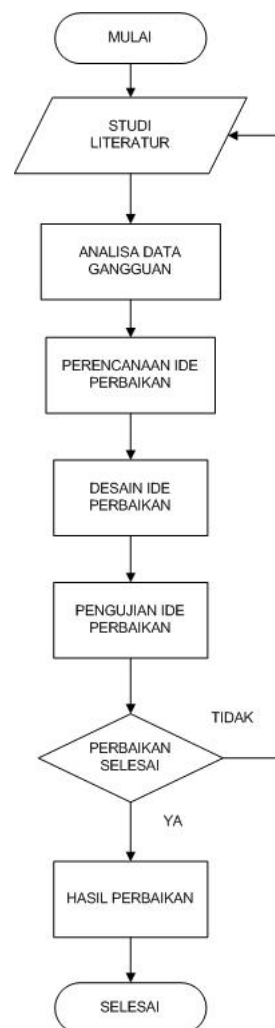 MULAI
STUDI
LITERATUR
ANALISA DATA
GANGGUAN
PERENCANAAN IDE
PERBAIKAN
DESAIN IDE
PERBAIKAN
PENGUJIAN IDE
PERBAIKAN
TIDAK
PERBAIKAN
SELESAI
YA
HASIL PERBAIKAN
SELESAI